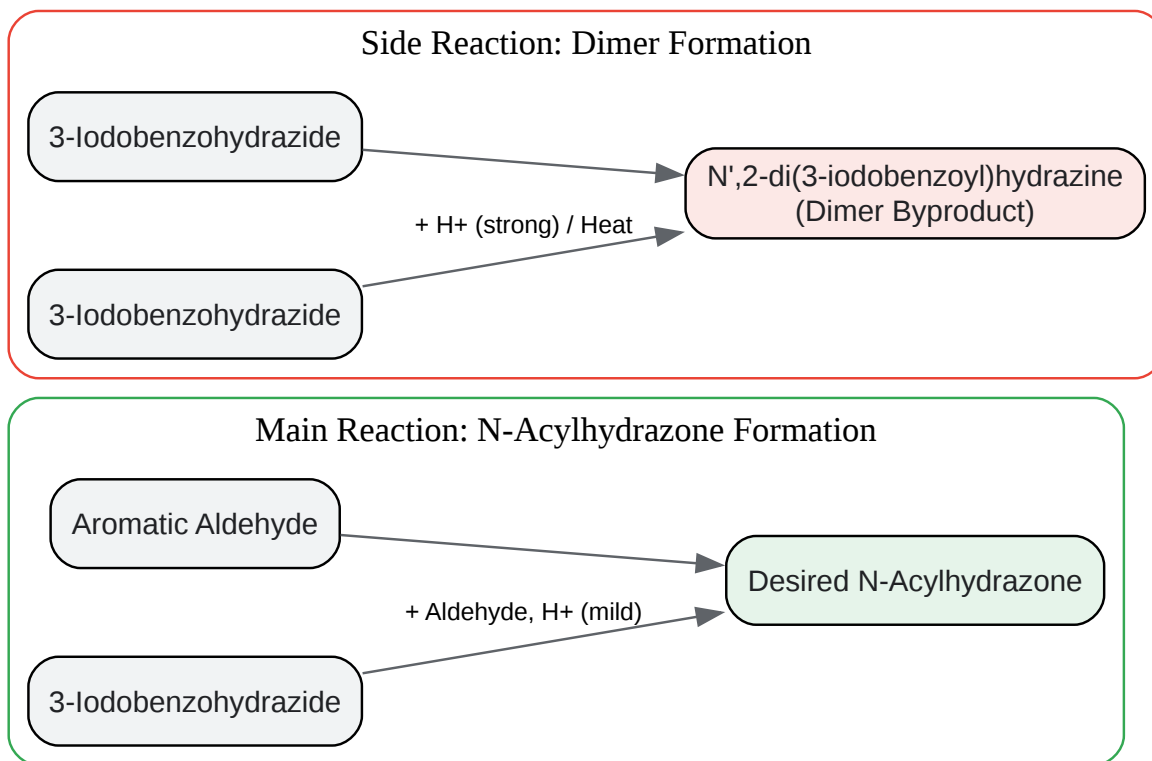 Side Reaction: Dimer Formation
3-Iodobenzohydrazide
N',2-di(3-iodobenzoyl)hydrazine
(Dimer Byproduct)
+ H+ (strong) / Heat
3-Iodobenzohydrazide
Main Reaction: N-Acylhydrazone Formation
Aromatic Aldehyde
Desired N-Acylhydrazone
+ Aldehyde, H+ (mild)
3-Iodobenzohydrazide